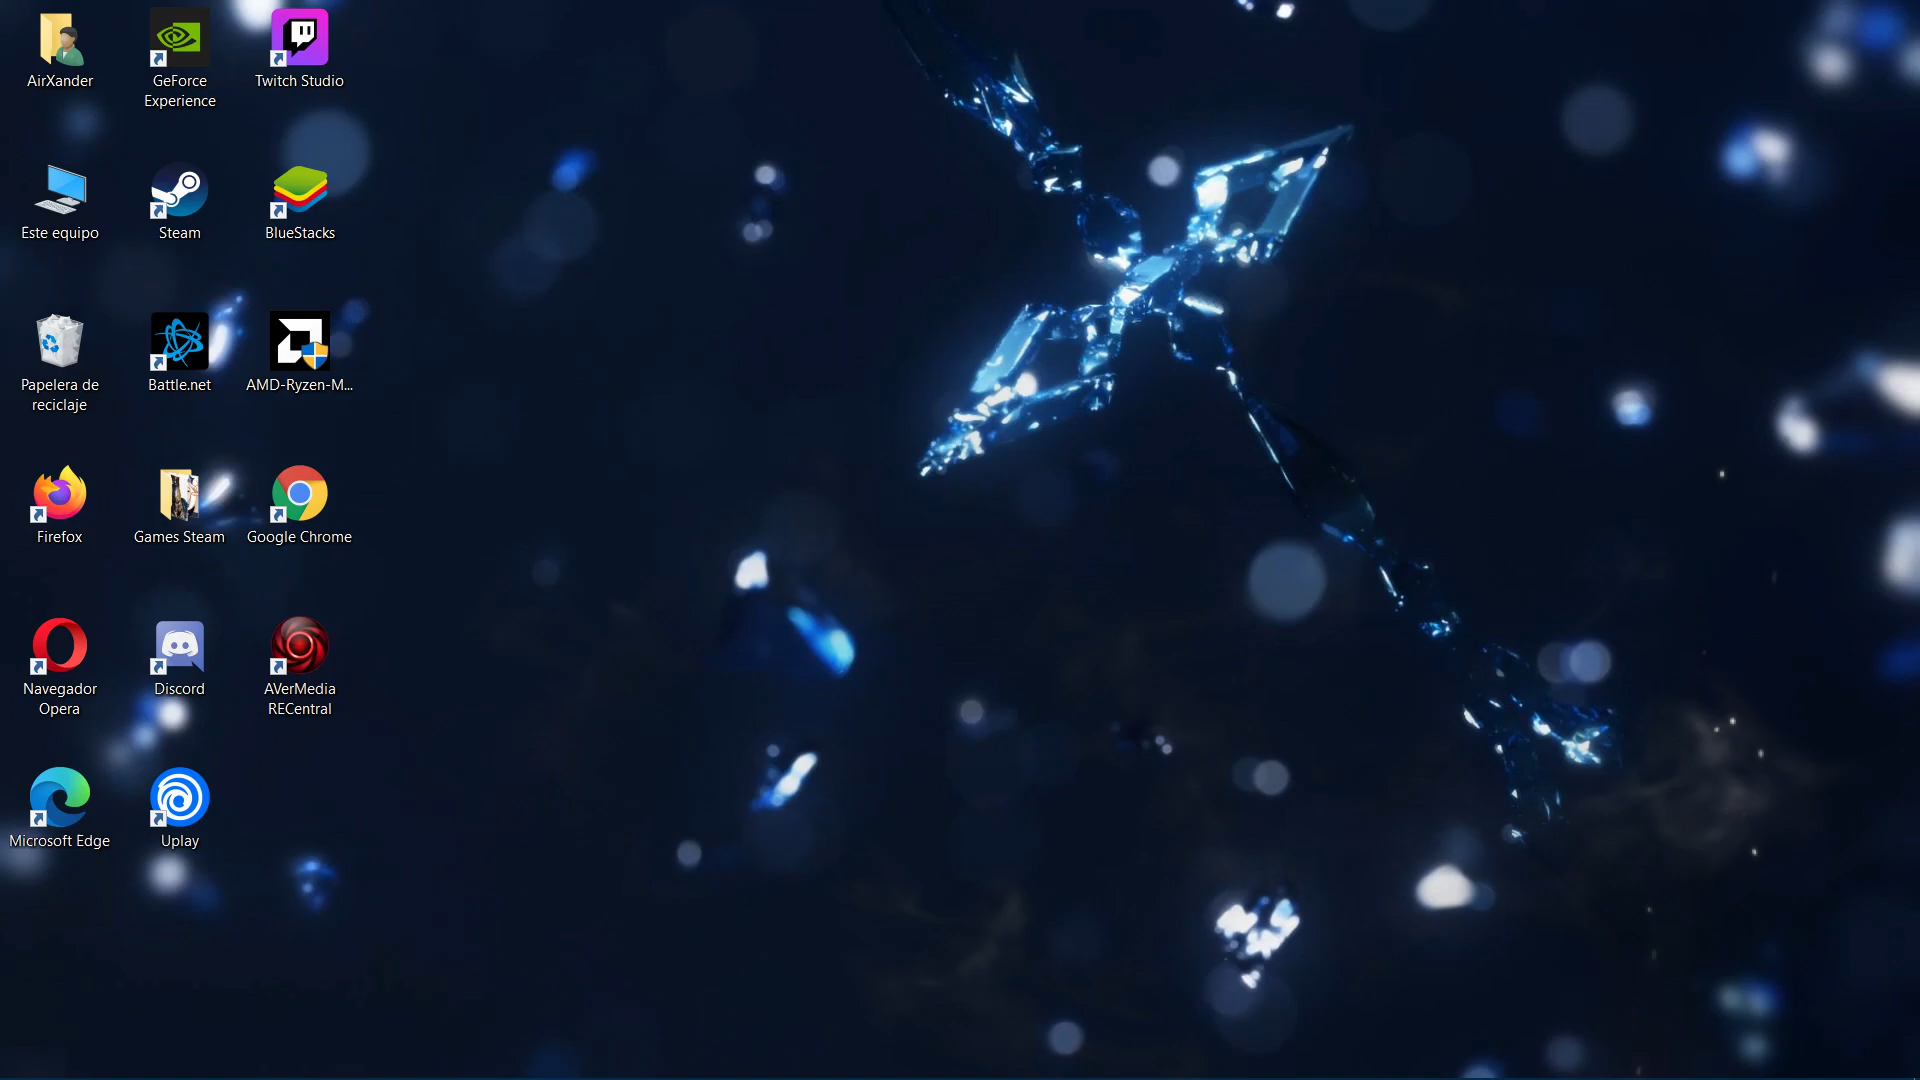 AirXander
GeForce
Experience
Twitch Studio
Este equipo
Steam
BlueStacks
Papelera de
reciclaje
Battle.net
AMD-Ryzen-M...
Firefox
Games Steam
Google Chrome
Navegador
Opera
Discord
AVerMedia
RECentral
Microsoft Edge
Uplay